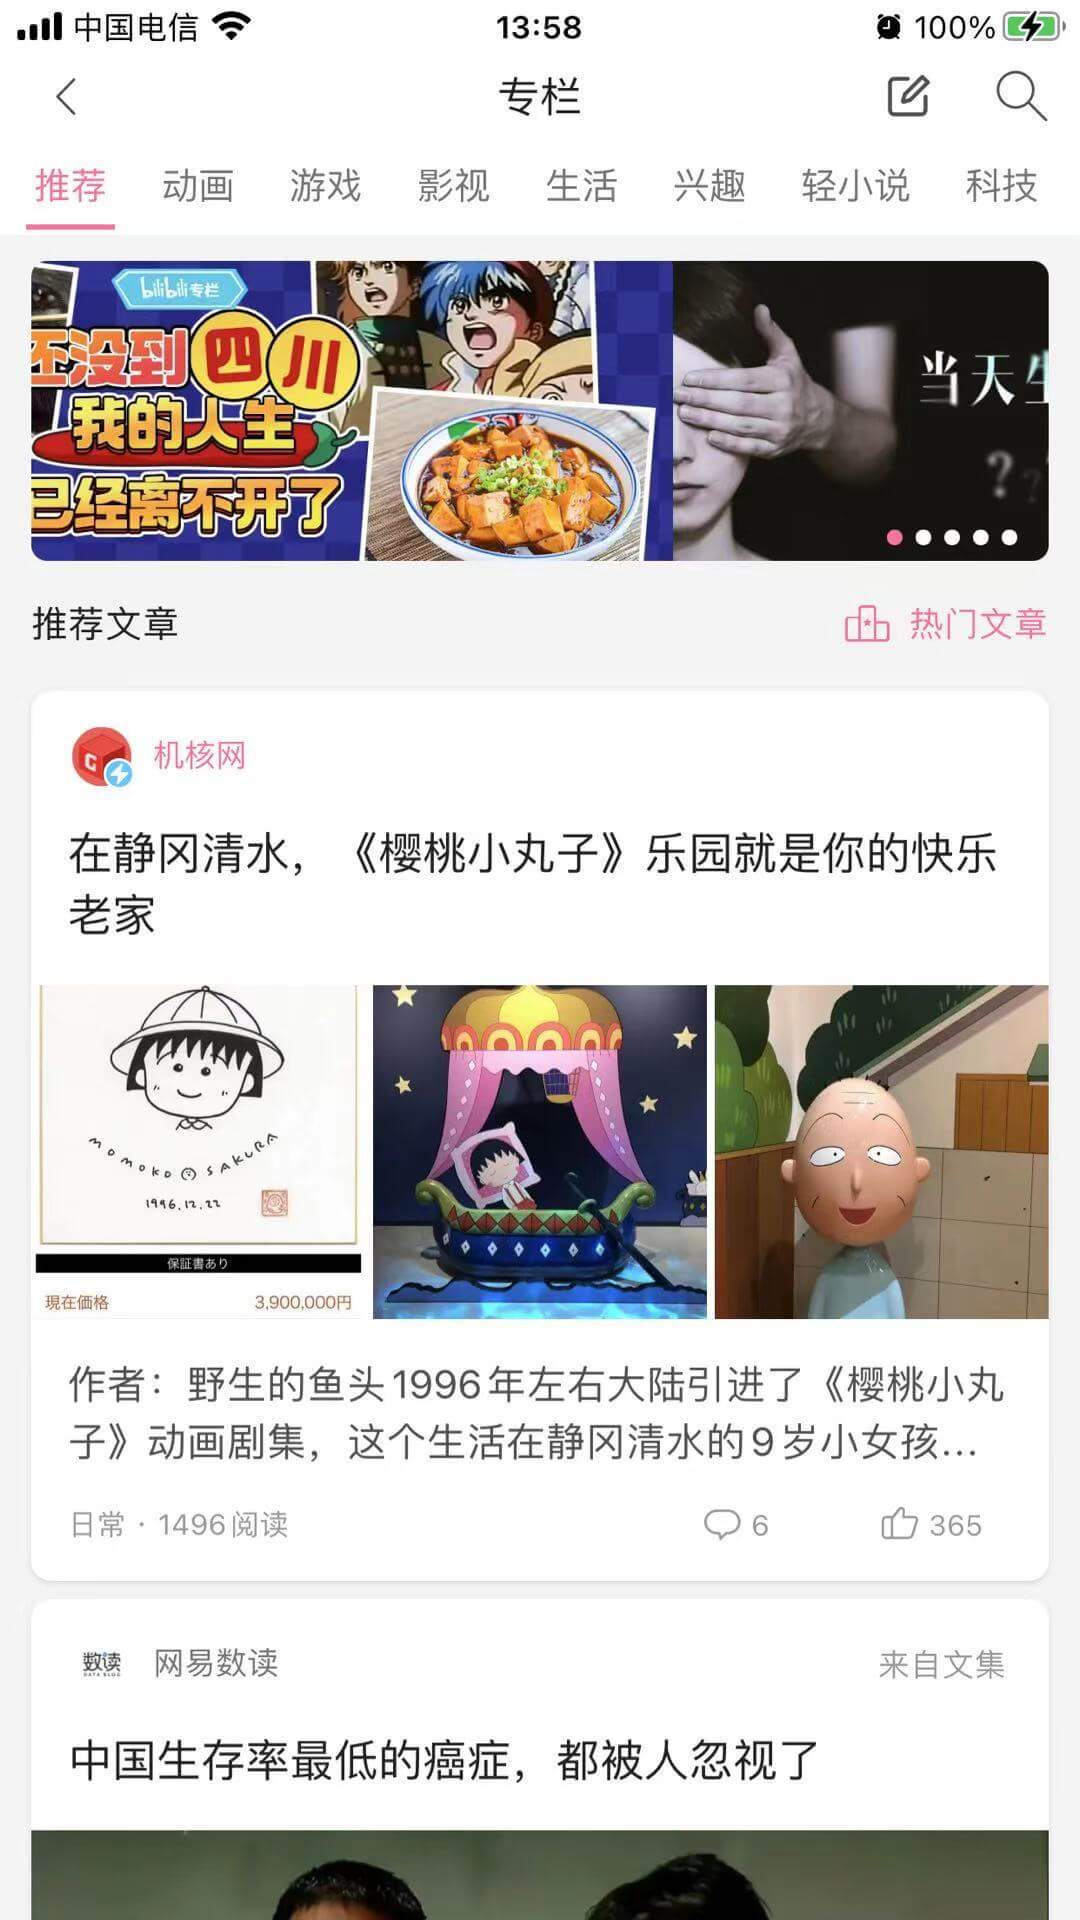 中国电信
13:58
100%
专栏
推荐 动画 游戏 影视 生活 兴趣 轻小说 科技
bilibili专栏
还没到四川
我的人生
已经离不开了
当天
??
推荐文章
热门文章
G
机核网
在静冈清水，《樱桃小丸子》乐园就是你的快乐
老家
MOMOKO SAKURA
1996.12.22
保証書あり
現在価格 3,900,000円
作者：野生的鱼头1996年左右大陆引进了《樱桃小丸
子》动画剧集，这个生活在静冈清水的9岁小女孩...
日常 · 1496阅读
6
365
数读
DATA BLOG
网易数读
来自文集
中国生存率最低的癌症，都被人忽视了